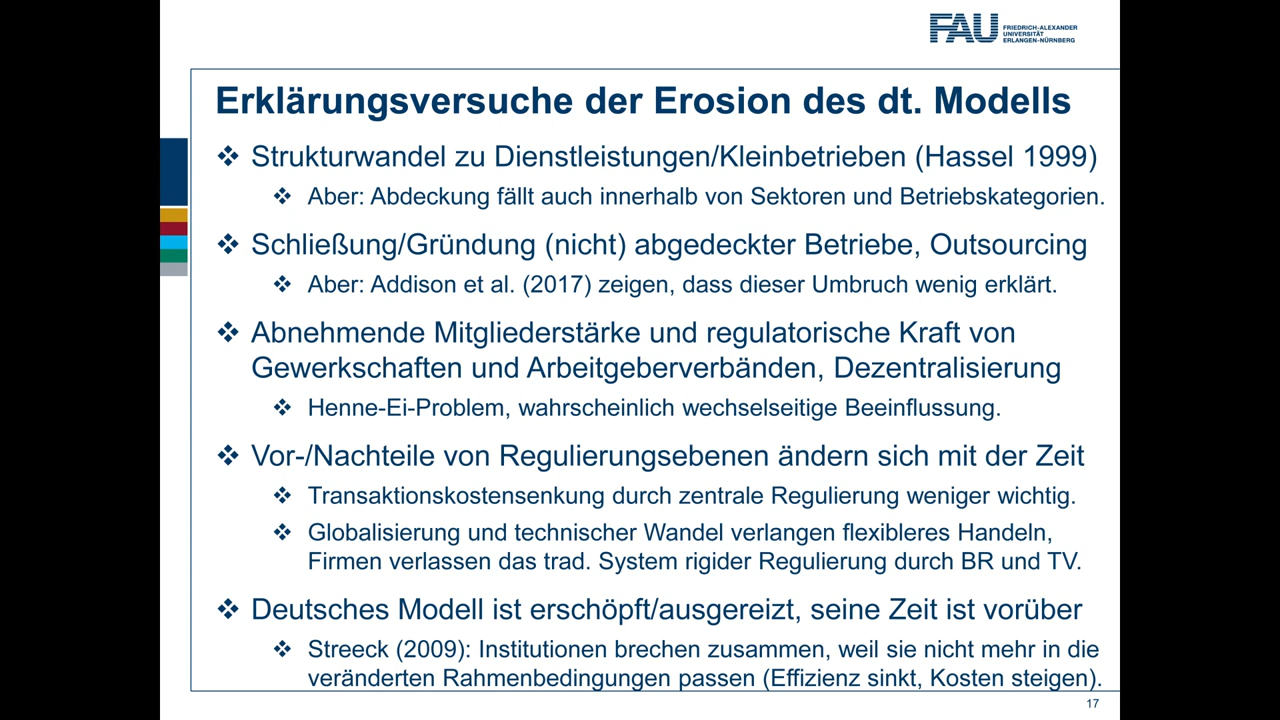 FAU
FRIEDRICH-ALEXANDER
UNIVERSITÄT
ERLANGEN-NÜRNBERG
Erklärungsversuche der Erosion des dt. Modells
Strukturwandel zu Dienstleistungen/Kleinbetrieben (Hassel 1999)
Aber: Abdeckung fällt auch innerhalb von Sektoren und Betriebskategorien.
Schließung/Gründung (nicht) abgedeckter Betriebe, Outsourcing
Aber: Addison et al. (2017) zeigen, dass dieser Umbruch wenig erklärt.
Abnehmende Mitgliederstärke und regulatorische Kraft von
Gewerkschaften und Arbeitgeberverbänden, Dezentralisierung
Henne-Ei-Problem, wahrscheinlich wechselseitige Beeinflussung.
Vor-/Nachteile von Regulierungsebenen ändern sich mit der Zeit
Transaktionskostensenkung durch zentrale Regulierung weniger wichtig.
Globalisierung und technischer Wandel verlangen flexibleres Handeln,
Firmen verlassen das trad. System rigider Regulierung durch BR und TV.
Deutsches Modell ist erschöpft/ausgereizt, seine Zeit ist vorüber
Streeck (2009): Institutionen brechen zusammen, weil sie nicht mehr in die
veränderten Rahmenbedingungen passen (Effizienz sinkt, Kosten steigen).
17